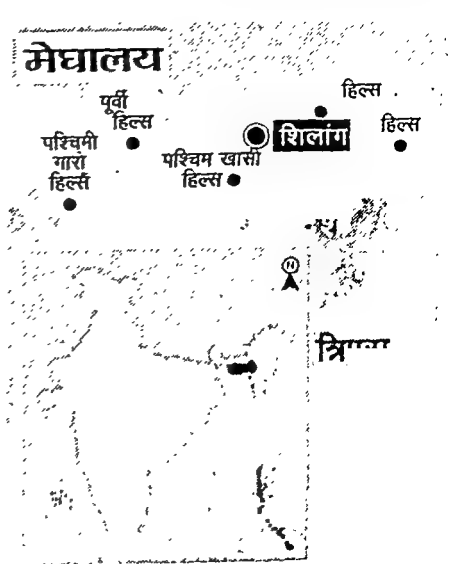 मेघालय
पूर्वी
हिल्स
पश्चिमी
गारो
हिल्स
पश्चिम खासी
हिल्स
शिलांग
हिल्स
हिल्स
N